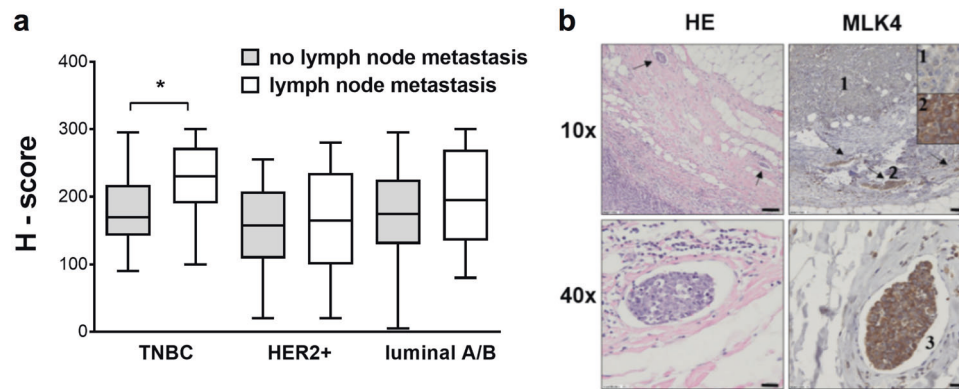 a
no lymph node metastasis
lymph node metastasis
*
H - score
400
300
200
100
0
TNBC
HER2+
luminal A/B
b
HE
MLK4
10x
40x
1
1
2
2
3